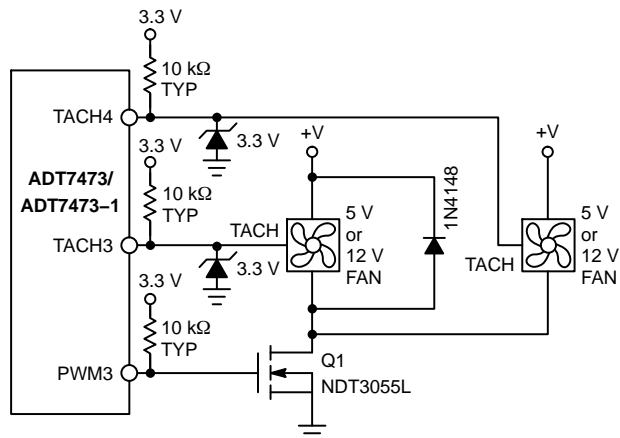 3.3 V
10 kΩ
TYP
TACH4
3.3 V
3.3 V
+V
+V
ADT7473/
ADT7473–1
10 kΩ
TYP
1N4148
TACH
5 V
or
12 V
FAN
5 V
or
12 V
FAN
TACH
TACH3
3.3 V
3.3 V
10 kΩ
TYP
PWM3
Q1
NDT3055L